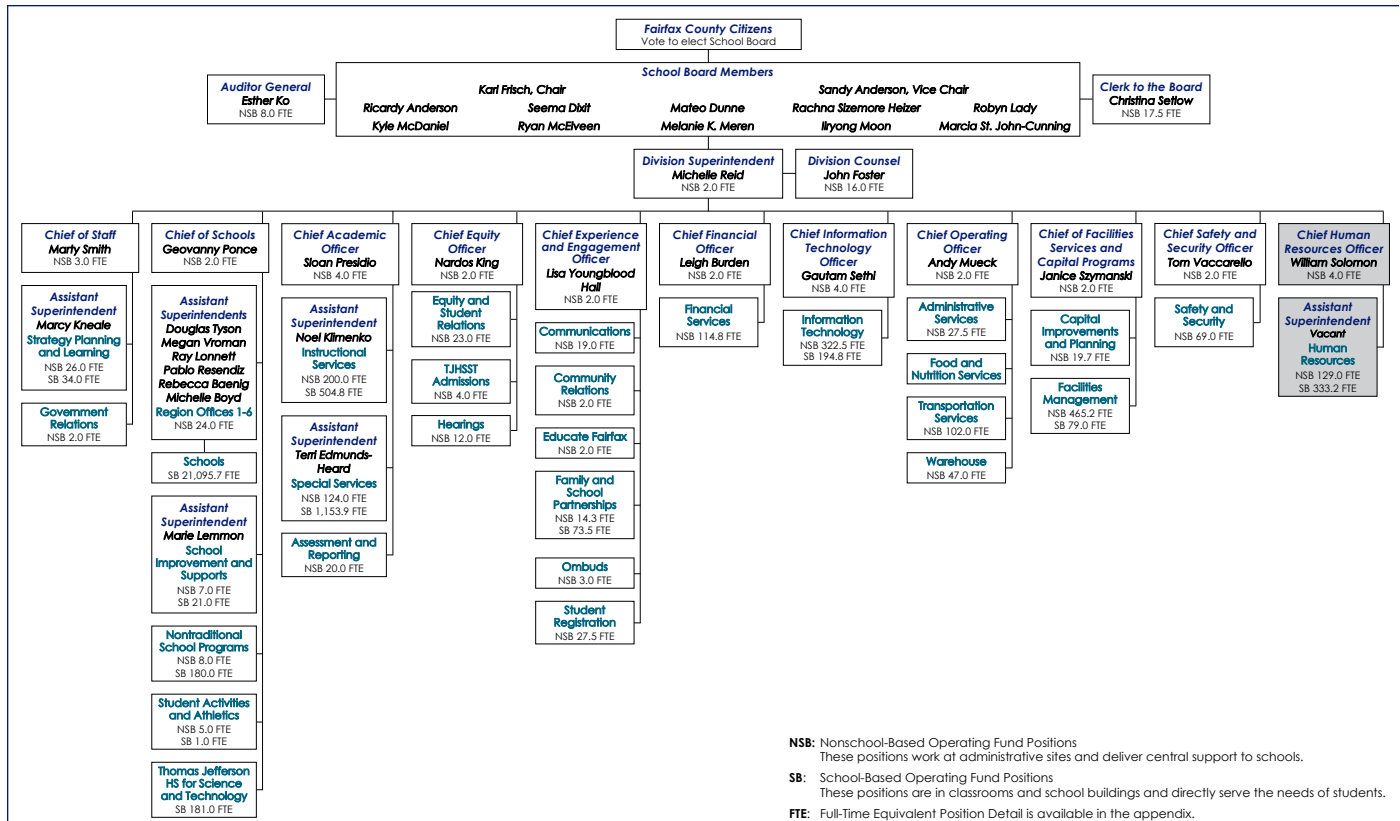 Fairfax County Citizens
Vote to elect School Board
Auditor General
Esther Ko
NSB 8.0 FTE
School Board Members
Karl Frisch, Chair
Sandy Anderson, Vice Chair
Ricardy Anderson
Seema Dixit
Mateo Dunne
Rachna Sizemore Heizer
Robyn Lady
Kyle McDaniel
Ryan McElveen
Melanie K. Meren
Ilryong Moon
Marcia St. John-Cunning
Clerk to the Board
Christina Setlow
NSB 17.5 FTE
Division Superintendent
Michelle Reid
NSB 2.0 FTE
Division Counsel
John Foster
NSB 16.0 FTE
Chief of Staff
Marty Smith
NSB 3.0 FTE
Assistant
Superintendent
Marcy Kneale
Strategy Planning
and Learning
NSB 26.0 FTE
SB 34.0 FTE
Government
Relations
NSB 2.0 FTE
Chief of Schools
Geovanny Ponce
NSB 2.0 FTE
Assistant
Superintendents
Douglas Tyson
Megan Vroman
Ray Lonnett
Pablo Resendiz
Rebecca Baenig
Michelle Boyd
Region Offices 1-6
NSB 24.0 FTE
Schools
SB 21,095.7 FTE
Assistant
Superintendent
Marie Lemmon
School
Improvement and
Supports
NSB 7.0 FTE
SB 21.0 FTE
Nontraditional
School Programs
NSB 8.0 FTE
SB 180.0 FTE
Student Activities
and Athletics
NSB 5.0 FTE
SB 1.0 FTE
Thomas Jefferson
HS for Science
and Technology
SB 181.0 FTE
Chief Academic
Officer
Sloan Presidio
NSB 4.0 FTE
Assistant
Superintendent
Noel Klimenko
Instructional
Services
NSB 200.0 FTE
SB 504.8 FTE
Assistant
Superintendent
Terri Edmunds-
Heard
Special Services
NSB 124.0 FTE
SB 1,153.9 FTE
Assessment and
Reporting
NSB 20.0 FTE
Chief Equity
Officer
Nardos King
NSB 2.0 FTE
Equity and
Student
Relations
NSB 23.0 FTE
TJHSST
Admissions
NSB 4.0 FTE
Hearings
NSB 12.0 FTE
Chief Experience
and Engagement
Officer
Lisa Youngblood
Hall
NSB 2.0 FTE
Communications
NSB 19.0 FTE
Community
Relations
NSB 2.0 FTE
Educate Fairfax
NSB 2.0 FTE
Family and
School
Partnerships
NSB 14.3 FTE
SB 73.5 FTE
Ombuds
NSB 3.0 FTE
Student
Registration
NSB 27.5 FTE
Chief Financial
Officer
Leigh Burden
NSB 2.0 FTE
Financial
Services
NSB 114.8 FTE
Chief Information
Technology
Officer
Gautam Sethi
NSB 4.0 FTE
Information
Technology
NSB 322.5 FTE
SB 194.8 FTE
Chief Operating
Officer
Andy Mueck
NSB 2.0 FTE
Administrative
Services
NSB 27.5 FTE
Food and
Nutrition Services
Transportation
Services
NSB 102.0 FTE
Warehouse
NSB 47.0 FTE
Chief of Facilities
Services and
Capital Programs
Janice Szymanski
NSB 2.0 FTE
Capital
Improvements
and Planning
NSB 19.7 FTE
Facilities
Management
NSB 465.2 FTE
SB 79.0 FTE
Chief Safety and
Security Officer
Tom Vaccarello
NSB 2.0 FTE
Safety and
Security
NSB 69.0 FTE
Chief Human
Resources Officer
William Solomon
NSB 4.0 FTE
Assistant
Superintendent
Vacant
Human
Resources
NSB 129.0 FTE
SB 333.2 FTE
NSB: Nonschool-Based Operating Fund Positions
These positions work at administrative sites and deliver central support to schools.
SB: School-Based Operating Fund Positions
These positions are in classrooms and school buildings and directly serve the needs of students.
FTE: Full-Time Equivalent Position Detail is available in the appendix.